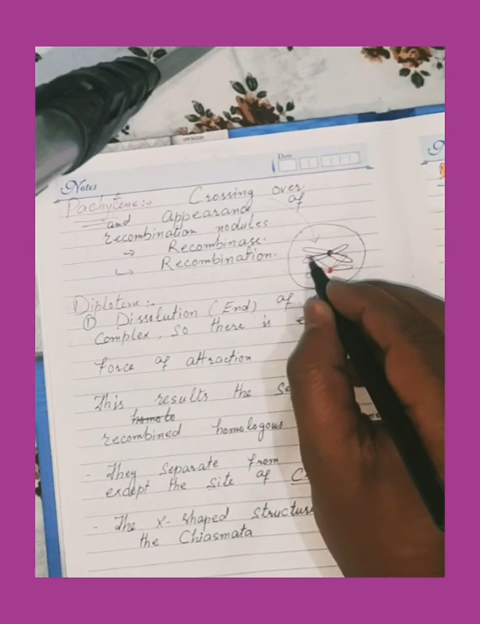 Notes
Date
Pachytene:- Crossing over.
and appearance of
recombination nodules
→ Recombinase.
↳ Recombination.
Diplotene:-
① Dissolution (End) of
Complex, so there is
force of attraction
This results the Se
homolo
recombined homologous
- They separate from
except the site of C
- The X-shaped structure
the Chiasmata